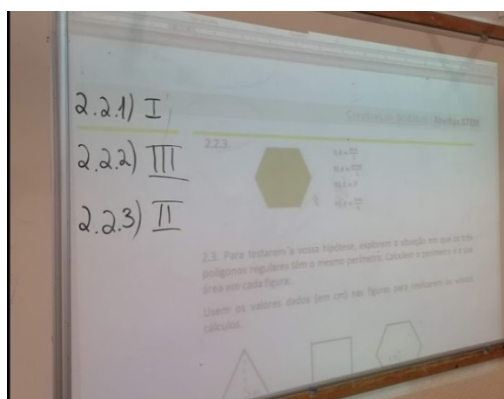 2.2.1) I
2.2.2) III
2.2.3) II
2.2.3.
2.3. Para testarem a vossa hipótese, explorem a situação em que os três
polígonos regulares têm o mesmo perímetro. Calculem o perímetro e a sua
área em cada figura.
Usem os valores dados (em cm) nas figuras para realizarem os vossos
cálculos.